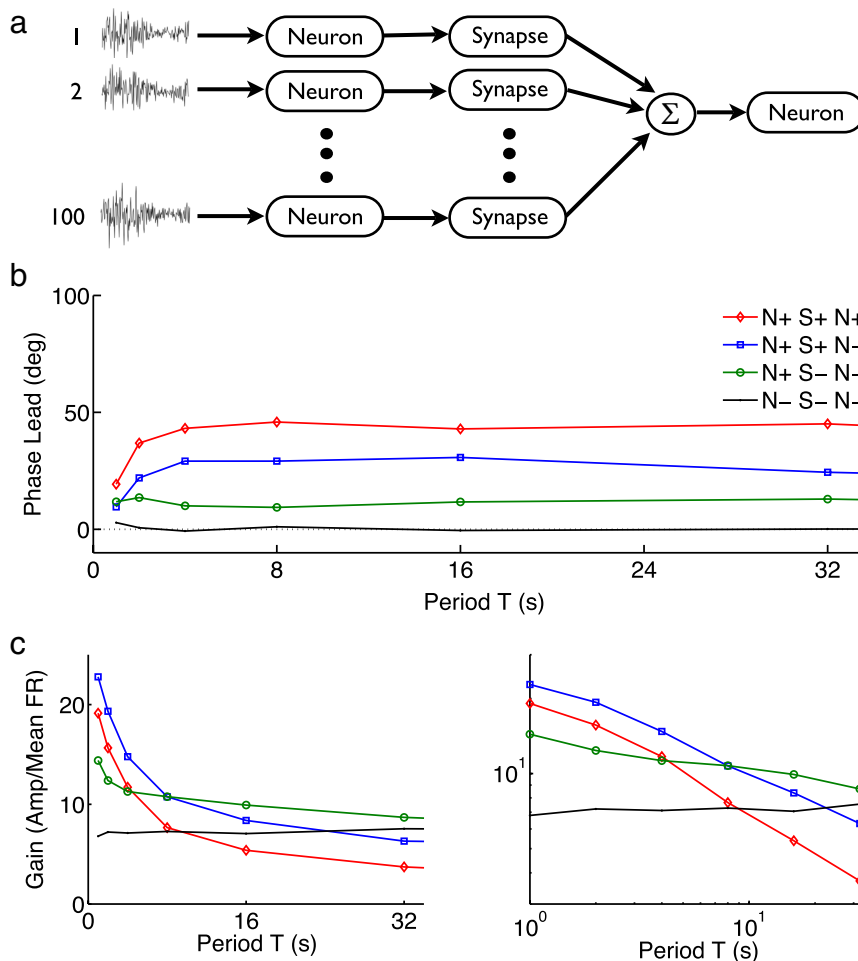 a
1 Neuron Synapse
2 Neuron Synapse
Σ Neuron
100 Neuron Synapse
b
100
50
0
Phase Lead (deg)
N+ S+ N+
N+ S+ N−
N+ S− N−
N− S− N−
0 8 16 24 32
Period T (s)
c
20
10
0
Gain (Amp/Mean FR)
0 16 32
Period T (s)
10^1
10^0 10^1
Period T (s)